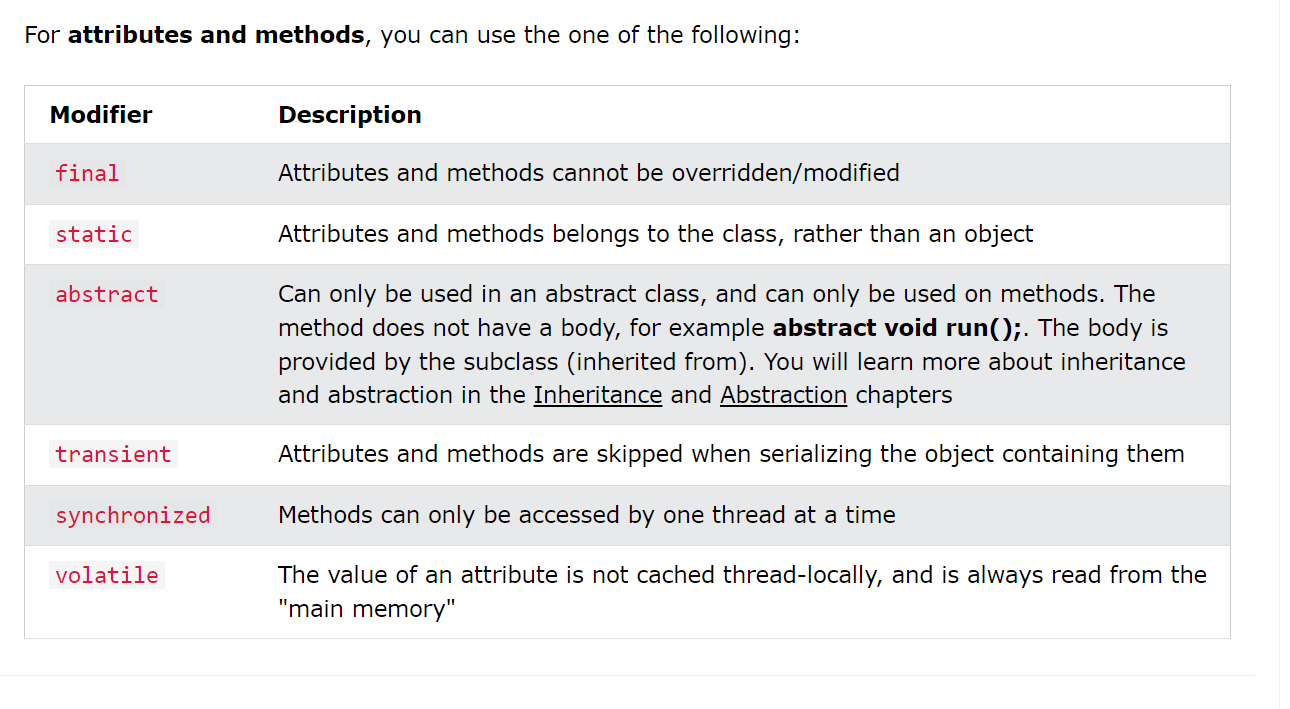 For attributes and methods, you can use the one of the following:
Modifier Description
final Attributes and methods cannot be overridden/modified
static Attributes and methods belongs to the class, rather than an object
abstract Can only be used in an abstract class, and can only be used on methods. The
method does not have a body, for example abstract void run();. The body is
provided by the subclass (inherited from). You will learn more about inheritance
and abstraction in the Inheritance and Abstraction chapters
transient Attributes and methods are skipped when serializing the object containing them
synchronized Methods can only be accessed by one thread at a time
volatile The value of an attribute is not cached thread-locally, and is always read from the
"main memory"